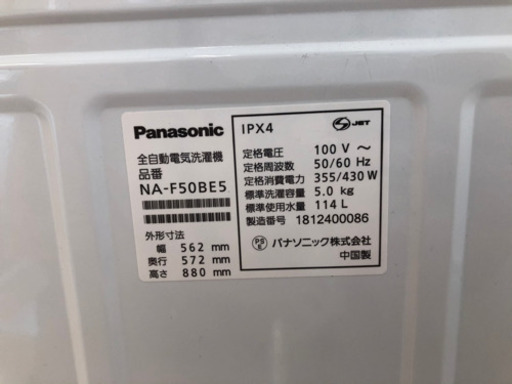 Panasonic
全自動電気洗濯機
品番
NA-F50BE5
外形寸法
幅 562 mm
奥行 572 mm
高さ 880 mm
IPX4
JET
定格電圧 100 V ～
定格周波数 50/60 Hz
定格消費電力 355/430 W
標準洗濯容量 5.0 kg
標準使用水量 114 L
製造番号 1812400086
PS
E
パナソニック株式会社
中国製